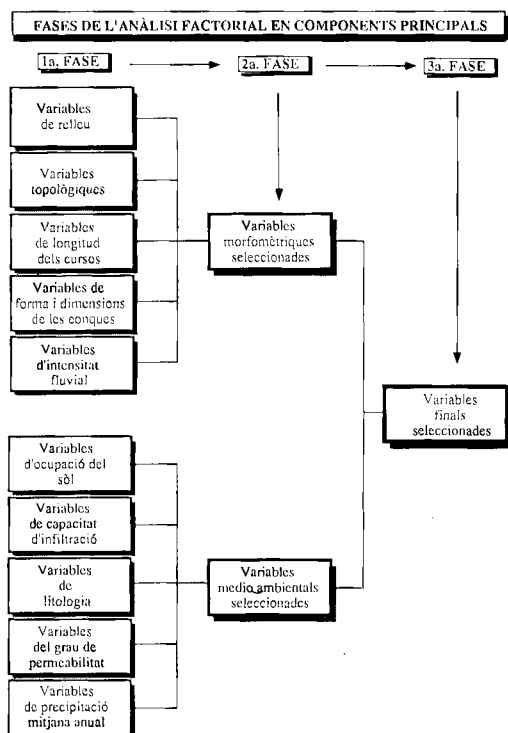 FASES DE L'ANÀLISI FACTORIAL EN COMPONENTS PRINCIPALS
1a. FASE
2a. FASE
3a. FASE
Variables
de relleu
Variables
topològiques
Variables
de longitud
dels cursos
Variables de
forma i dimensions
de les conques
Variables
d'intensitat
fluvial
Variables
morfomètriques
seleccionades
Variables
finals
seleccionades
Variables
d'ocupació del
sòl
Variables
de capacitat
d'infiltració
Variables
de
litologia
Variables
del grau de
permeabilitat
Variables
de precipitació
mitjana anual
Variables
medio ambientals
seleccionades